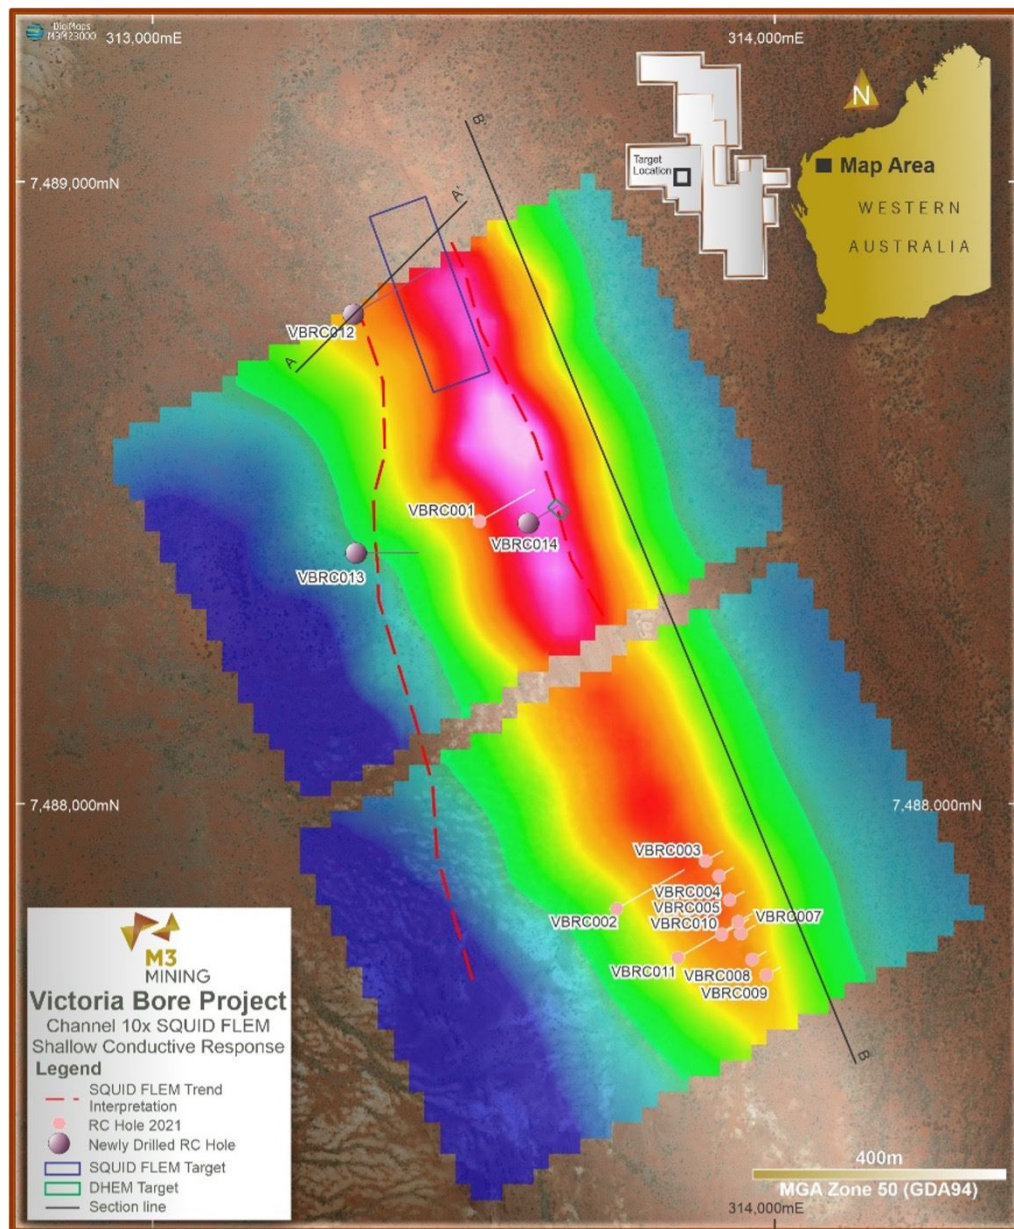 DigiMaps
M3M23000
313,000mE
314,000mE
N
B'
7,489,000mN
Target
Location
Map Area
WESTERN
AUSTRALIA
A'
VBRC012
A
VBRC001
VBRC014
VBRC013
7,488,000mN
7,488,000mN
VBRC003
VBRC004
VBRC005
VBRC002
VBRC010
VBRC007
VBRC011
VBRC008
VBRC009
B
M3
MINING
Victoria Bore Project
Channel 10x SQUID FLEM
Shallow Conductive Response
Legend
SQUID FLEM Trend
Interpretation
RC Hole 2021
Newly Drilled RC Hole
SQUID FLEM Target
DHEM Target
Section line
400m
MGA Zone 50 (GDA94)
314,000mE